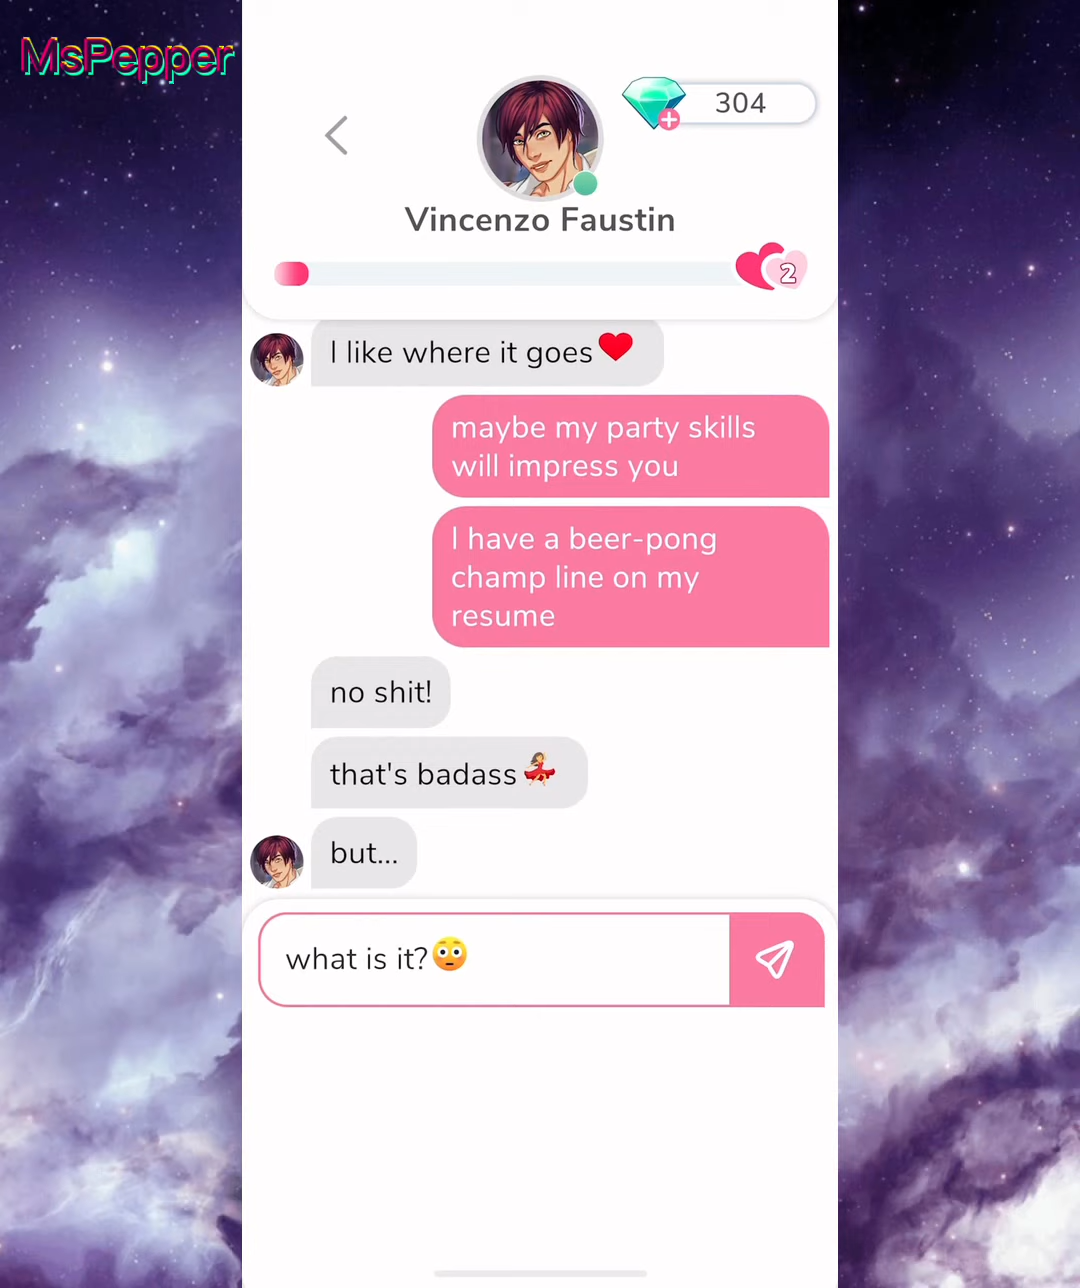 MsPepper
304
Vincenzo Faustin
2
I like where it goes❤️
maybe my party skills
will impress you
I have a beer-pong
champ line on my
resume
no shit!
that's badass💃
but...
what is it?😳